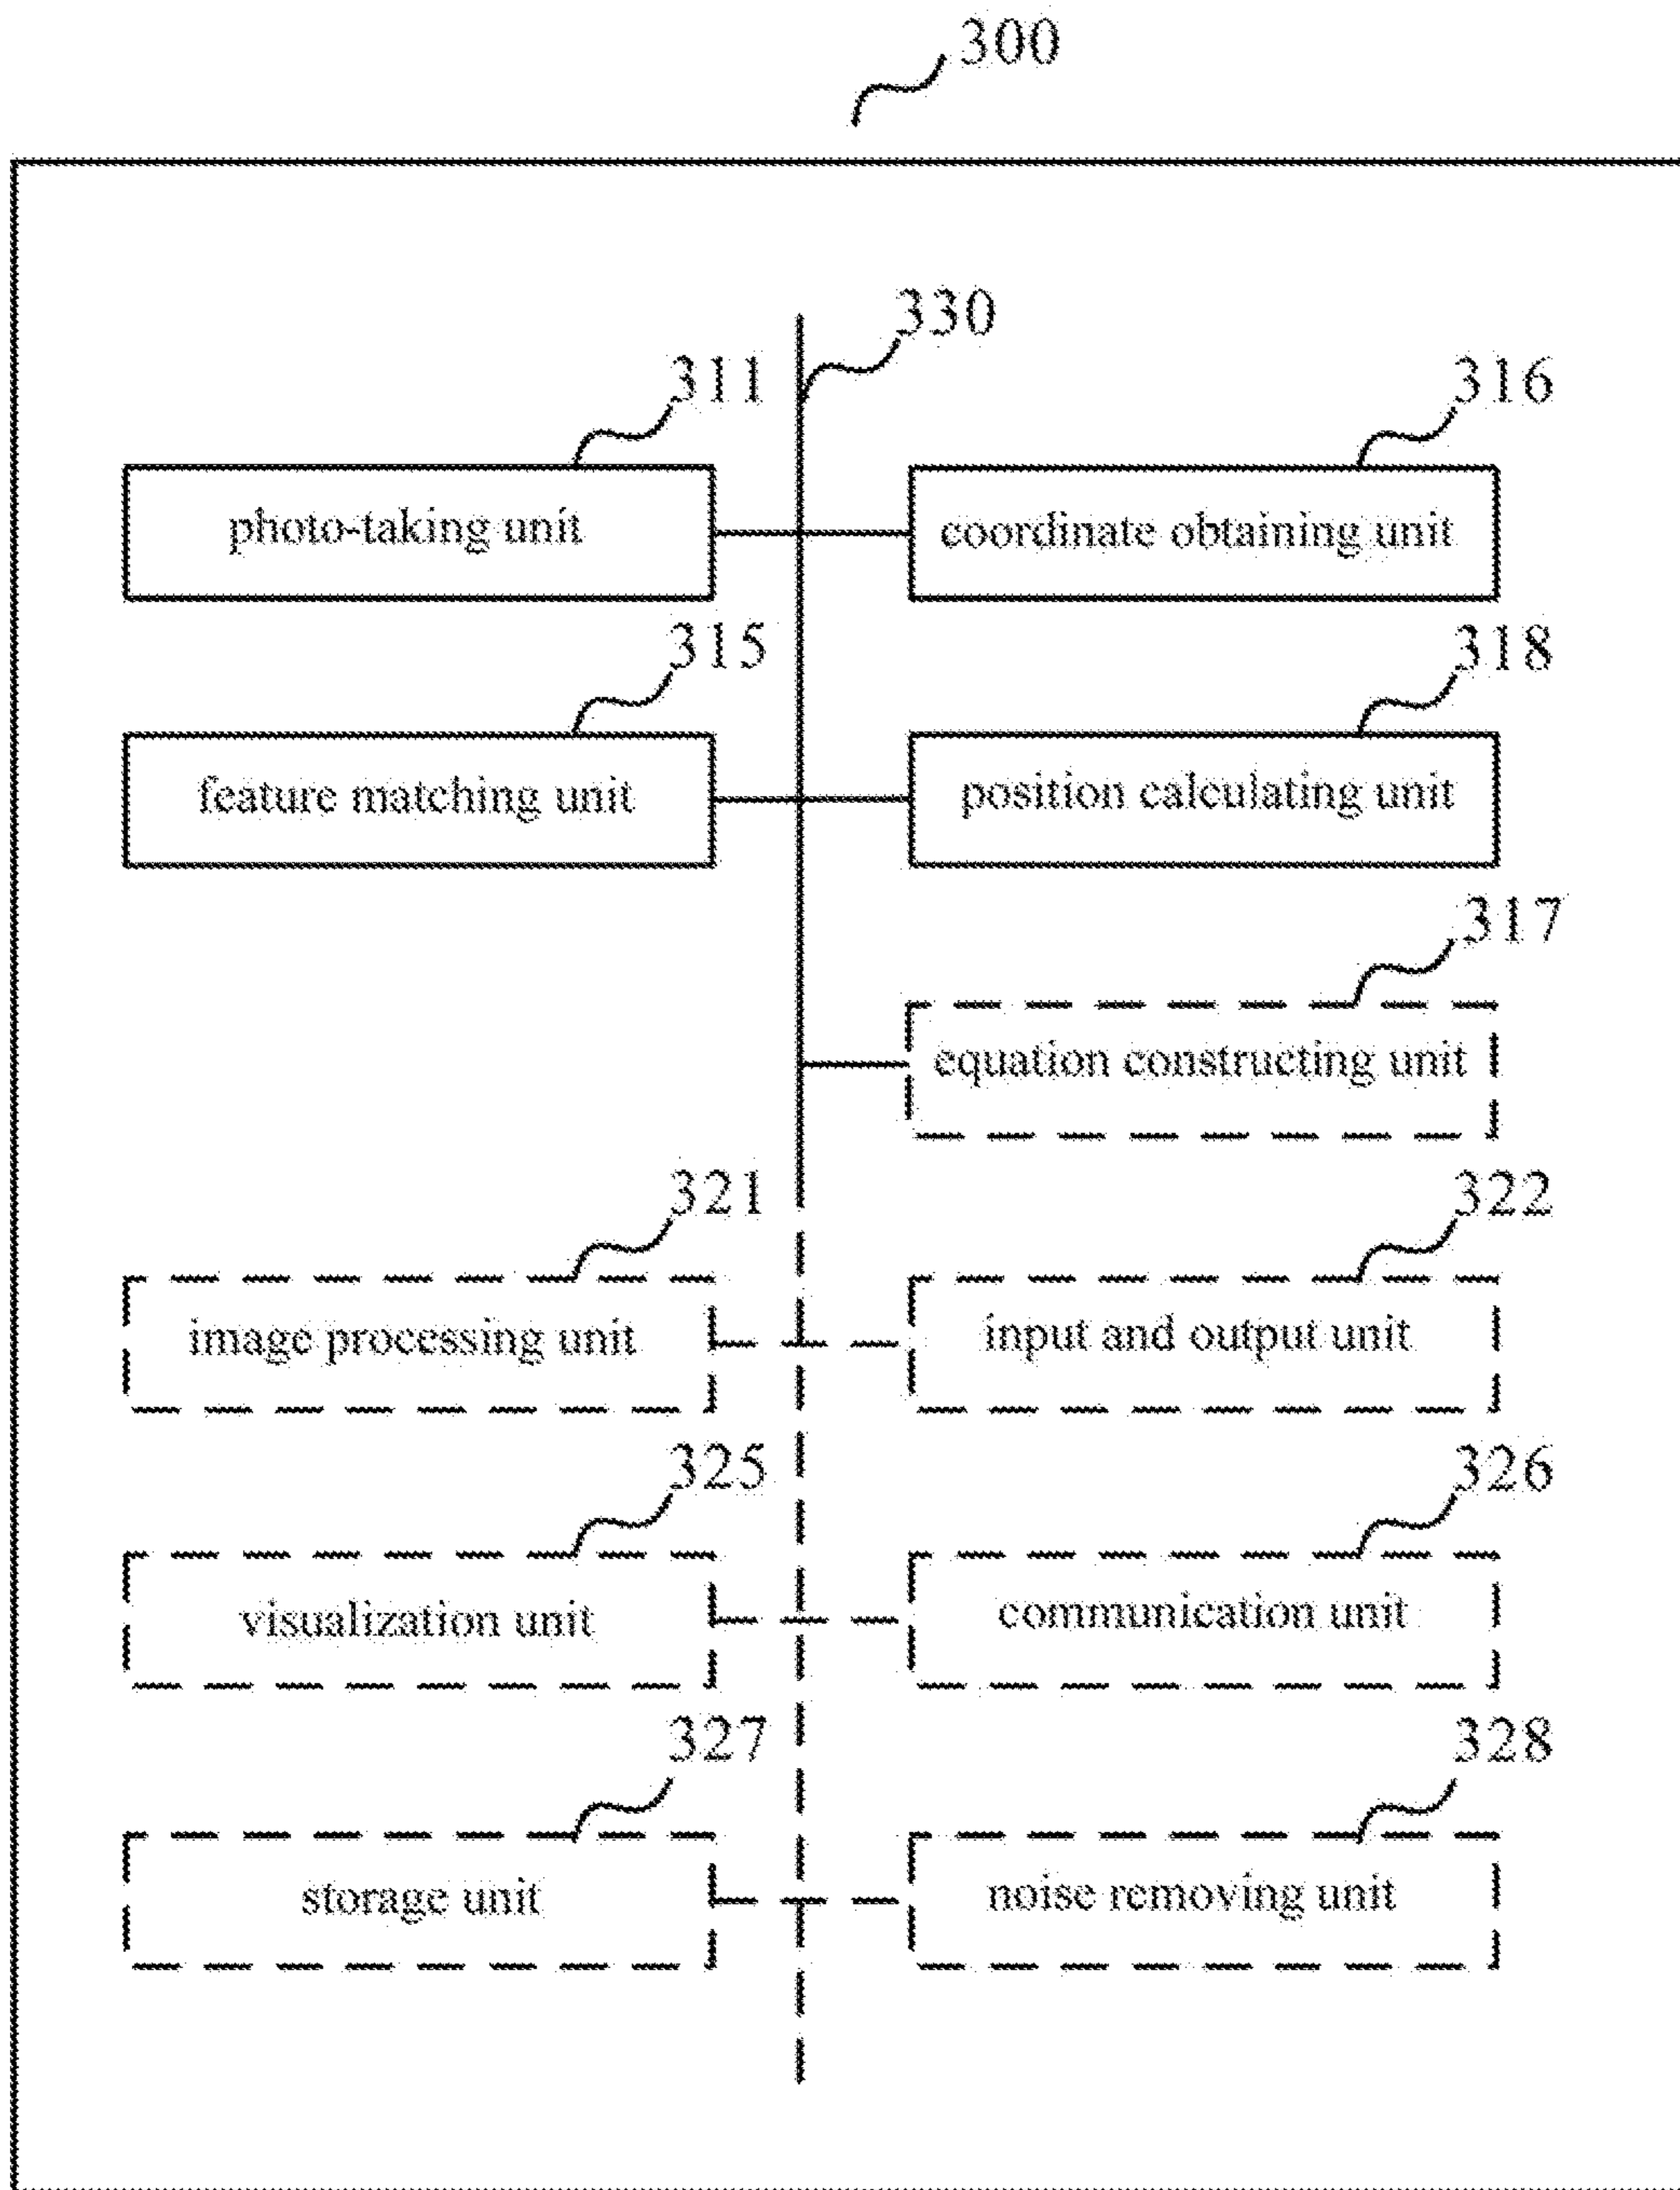 300
330
311
316
photo-taking unit
coordinate obtaining unit
315
318
feature matching unit
position calculating unit
317
equation constructing unit
321
322
image processing unit
input and output unit
325
326
visualization unit
communication unit
327
328
storage unit
noise removing unit